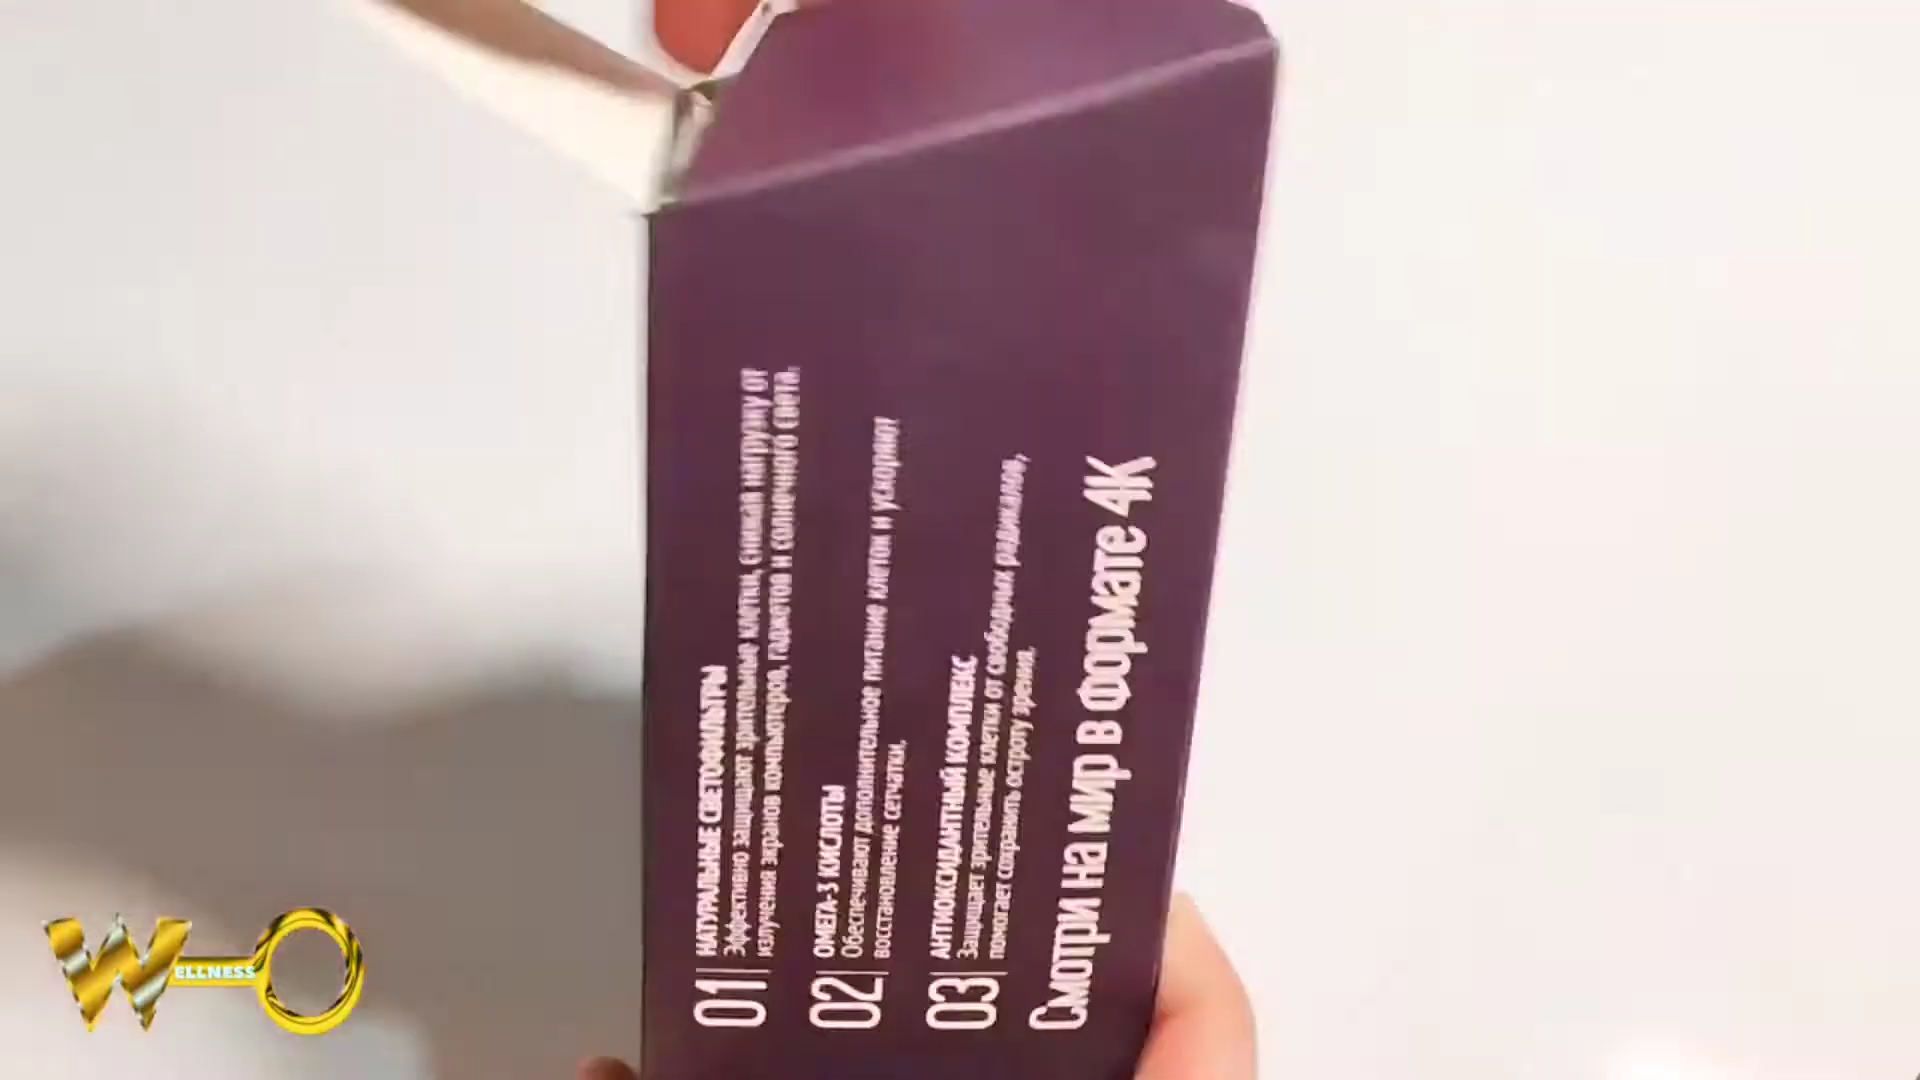 01 НАТУРАЛЬНЫЕ СВЕТОФИЛЬТРЫ
Эффективно защищают зрительные клетки, снижая нагрузку от
излучения экранов компьютеров, гаджетов и солнечного света.
02 ОМЕГА-3 КИСЛОТЫ
Обеспечивают дополнительное питание клеток и ускоряют
восстановление сетчатки.
03 АНТИОКСИДАНТНЫЙ КОМПЛЕКС
Защищает зрительные клетки от свободных радикалов,
помогает сохранить остроту зрения.
Смотри на мир в формате 4К
WELLNESS